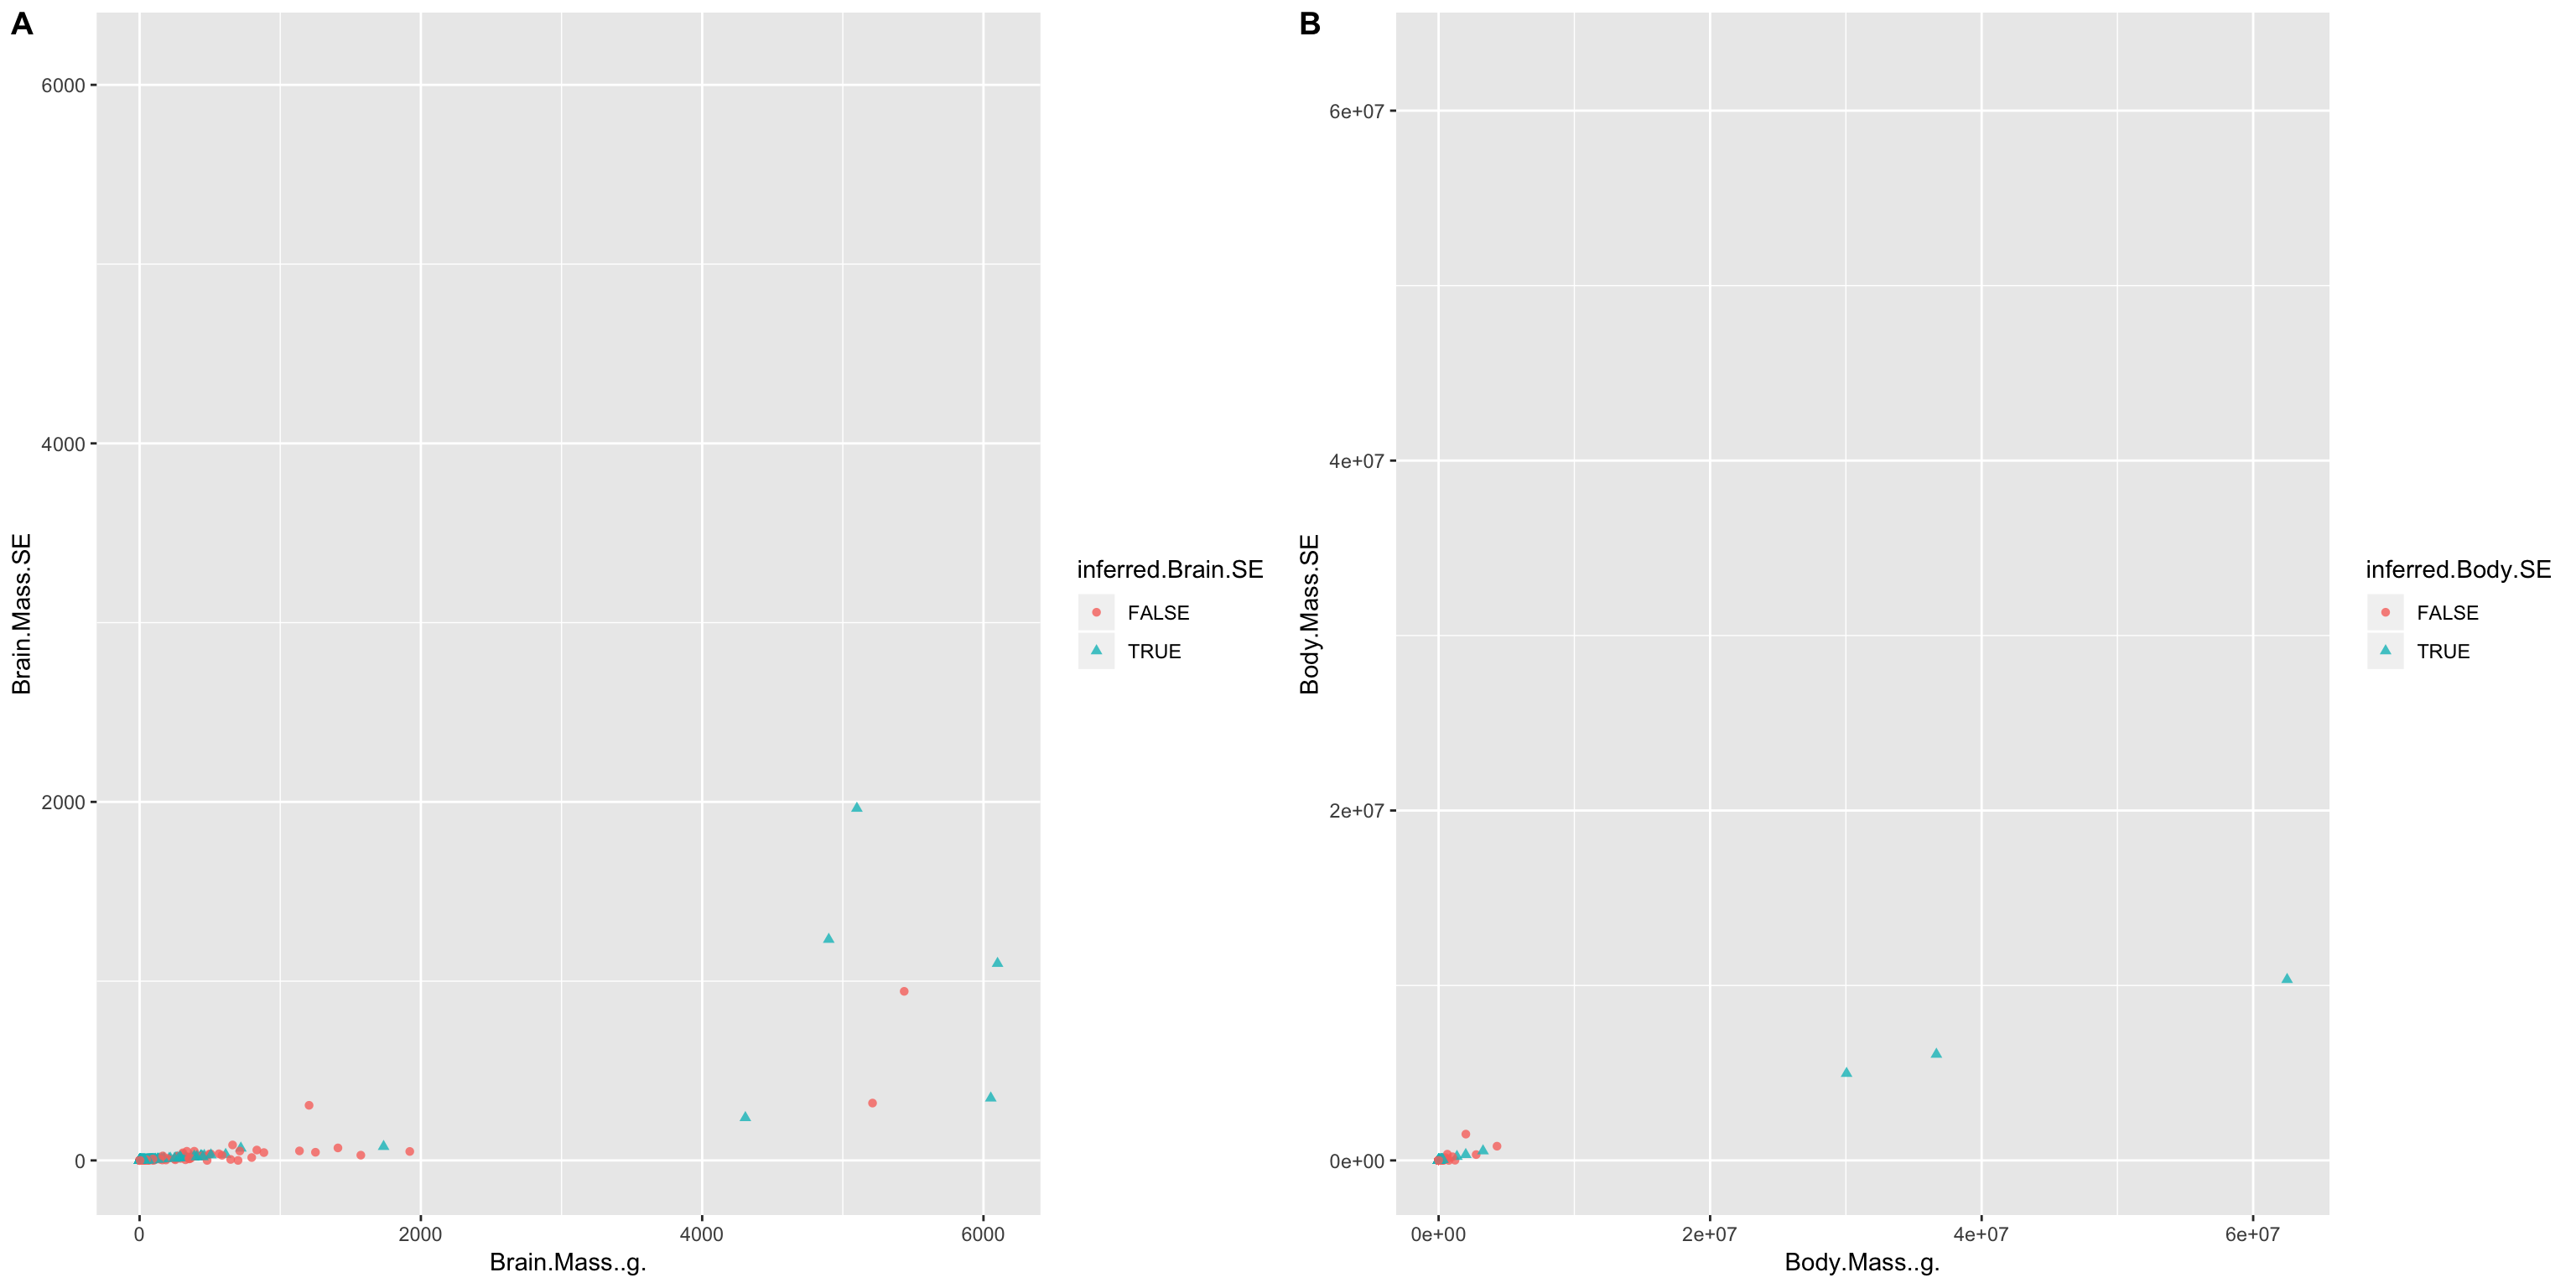 A
6000
4000
2000
0
Brain.Mass.SE
0 2000 4000 6000
Brain.Mass..g.
inferred.Brain.SE
FALSE
TRUE
B
6e+07
4e+07
2e+07
0e+00
Body.Mass.SE
0e+00 2e+07 4e+07 6e+07
Body.Mass..g.
inferred.Body.SE
FALSE
TRUE